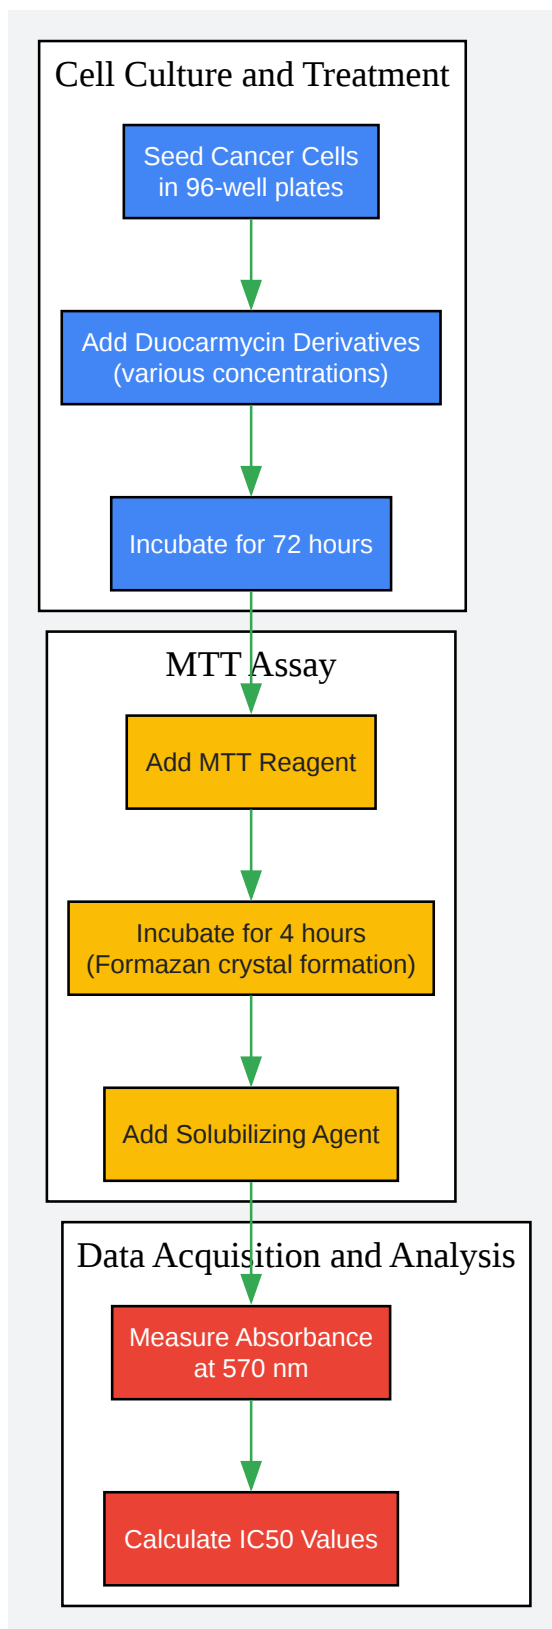 Cell Culture and Treatment
Seed Cancer Cells
in 96-well plates
Add Duocarmycin Derivatives
(various concentrations)
Incubate for 72 hours
MTT Assay
Add MTT Reagent
Incubate for 4 hours
(Formazan crystal formation)
Add Solubilizing Agent
Data Acquisition and Analysis
Measure Absorbance
at 570 nm
Calculate IC50 Values